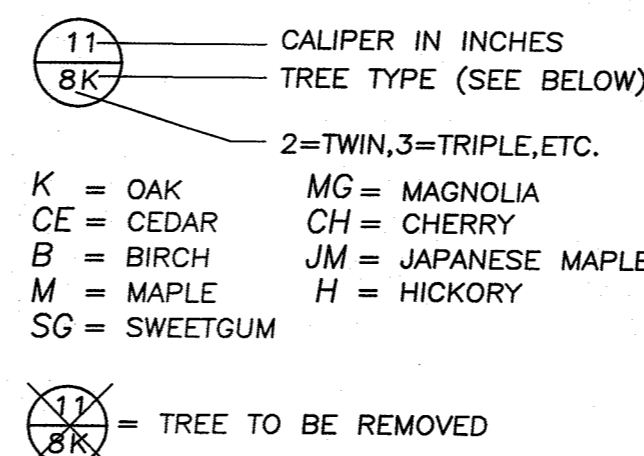 11 CALIPER IN INCHES
8K TREE TYPE (SEE BELOW)
2=TWIN,3=TRIPLE,ETC.
K = OAK MG = MAGNOLIA
CE = CEDAR CH = CHERRY
B = BIRCH JM = JAPANESE MAPLE
M = MAPLE H = HICKORY
SG = SWEETGUM
11
8K = TREE TO BE REMOVED